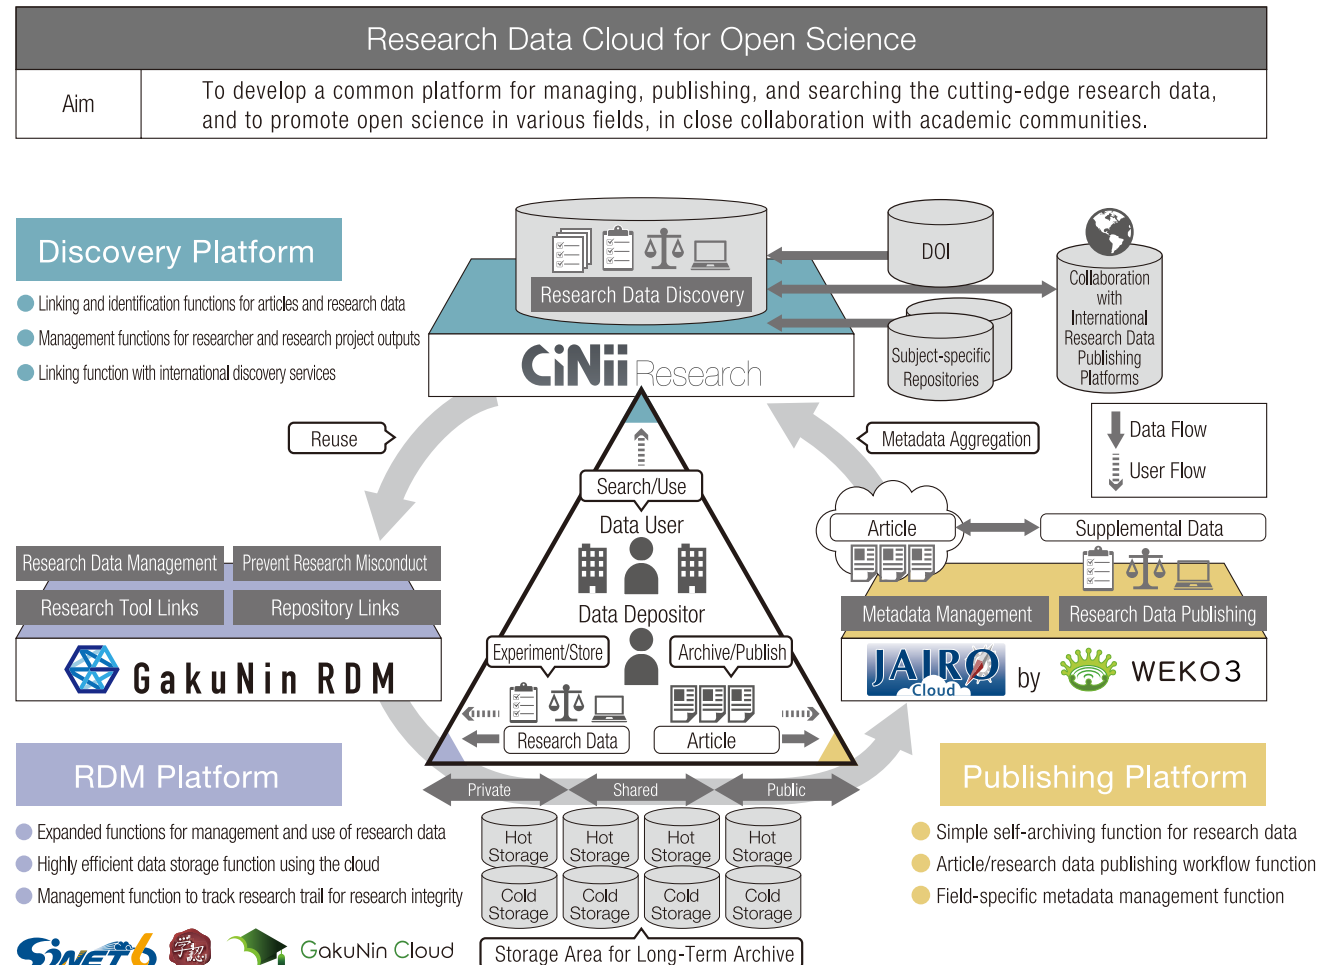 Research Data Cloud for Open Science
Aim
To develop a common platform for managing, publishing, and searching the cutting-edge research data,
and to promote open science in various fields, in close collaboration with academic communities.
Discovery Platform
Linking and identification functions for articles and research data
Management functions for researcher and research project outputs
Linking function with international discovery services
Research Data Discovery
CiNii Research
DOI
Subject-specific
Repositories
Collaboration
with
International
Research Data
Publishing
Platforms
Data Flow
User Flow
Reuse
Metadata Aggregation
Search/Use
Data User
Data Depositor
Experiment/Store
Archive/Publish
Research Data
Article
Research Data Management
Prevent Research Misconduct
Research Tool Links
Repository Links
GakuNin RDM
Article
Supplemental Data
Metadata Management
Research Data Publishing
JAIRO
Cloud
by
WEKO3
RDM Platform
Expanded functions for management and use of research data
Highly efficient data storage function using the cloud
Management function to track research trail for research integrity
Private
Shared
Public
Hot
Storage
Hot
Storage
Hot
Storage
Hot
Storage
Cold
Storage
Cold
Storage
Cold
Storage
Cold
Storage
Storage Area for Long-Term Archive
Publishing Platform
Simple self-archiving function for research data
Article/research data publishing workflow function
Field-specific metadata management function
SINET6
学認
GakuNin Cloud